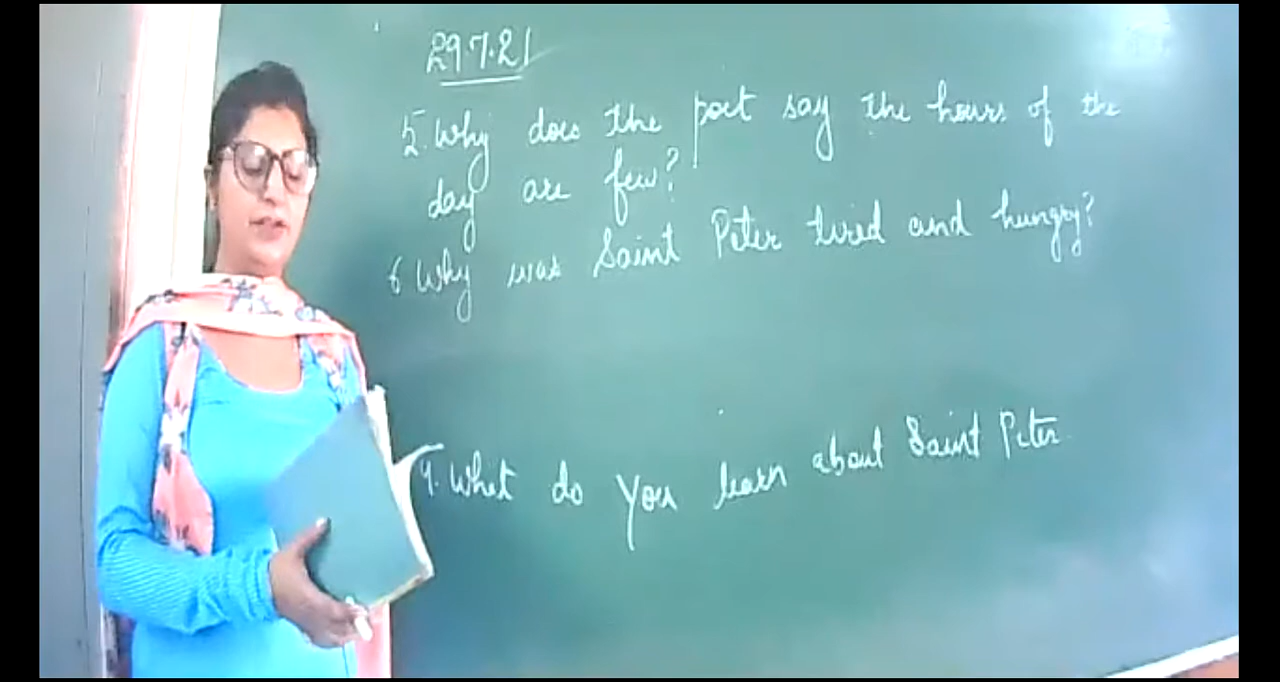 29.7.21
5. Why does the poet say the hours of the
day are few?
6 Why was Saint Peter tired and hungry?
9. What do you learn about Saint Peter